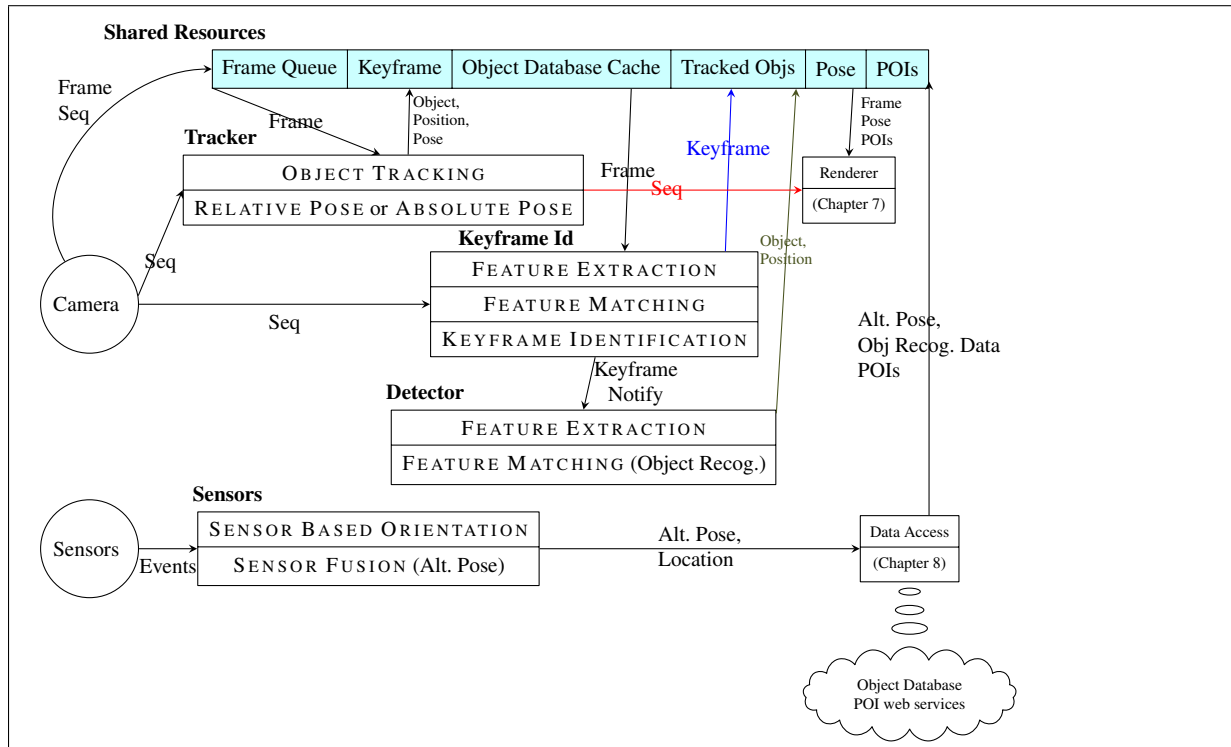 Shared Resources
Frame Queue
Keyframe
Object Database Cache
Tracked Objs
Pose
POIs
Frame
Seq
Frame
Object,
Position,
Pose
Frame
Pose
POIs
Tracker
OBJECT TRACKING
RELATIVE POSE or ABSOLUTE POSE
Frame
Keyframe
Seq
Renderer
(Chapter 7)
Seq
Camera
Seq
Keyframe Id
FEATURE EXTRACTION
FEATURE MATCHING
KEYFRAME IDENTIFICATION
Object,
Position
Keyframe
Notify
Alt. Pose,
Obj Recog. Data
POIs
Detector
FEATURE EXTRACTION
FEATURE MATCHING (Object Recog.)
Sensors
Sensors
Events
SENSOR BASED ORIENTATION
SENSOR FUSION (Alt. Pose)
Alt. Pose,
Location
Data Access
(Chapter 8)
Object Database
POI web services